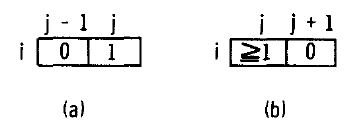 j - 1 j
i 0 1
(a)
j j + 1
i ≧1 0
(b)